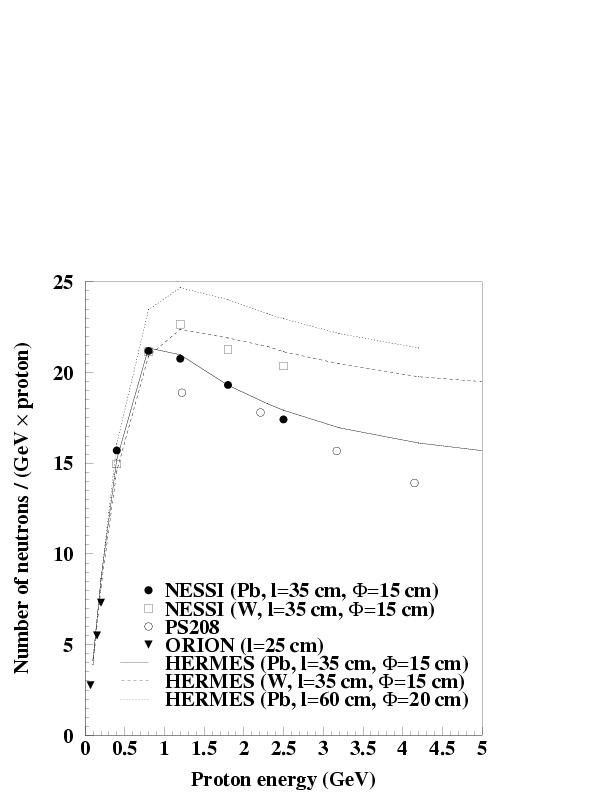 25
20
15
10
5
0
Number of neutrons / (GeV × proton)
NESSI (Pb, l=35 cm, Φ=15 cm)
NESSI (W, l=35 cm, Φ=15 cm)
PS208
ORION (l=25 cm)
HERMES (Pb, l=35 cm, Φ=15 cm)
HERMES (W, l=35 cm, Φ=15 cm)
HERMES (Pb, l=60 cm, Φ=20 cm)
0 0.5 1 1.5 2 2.5 3 3.5 4 4.5 5
Proton energy (GeV)